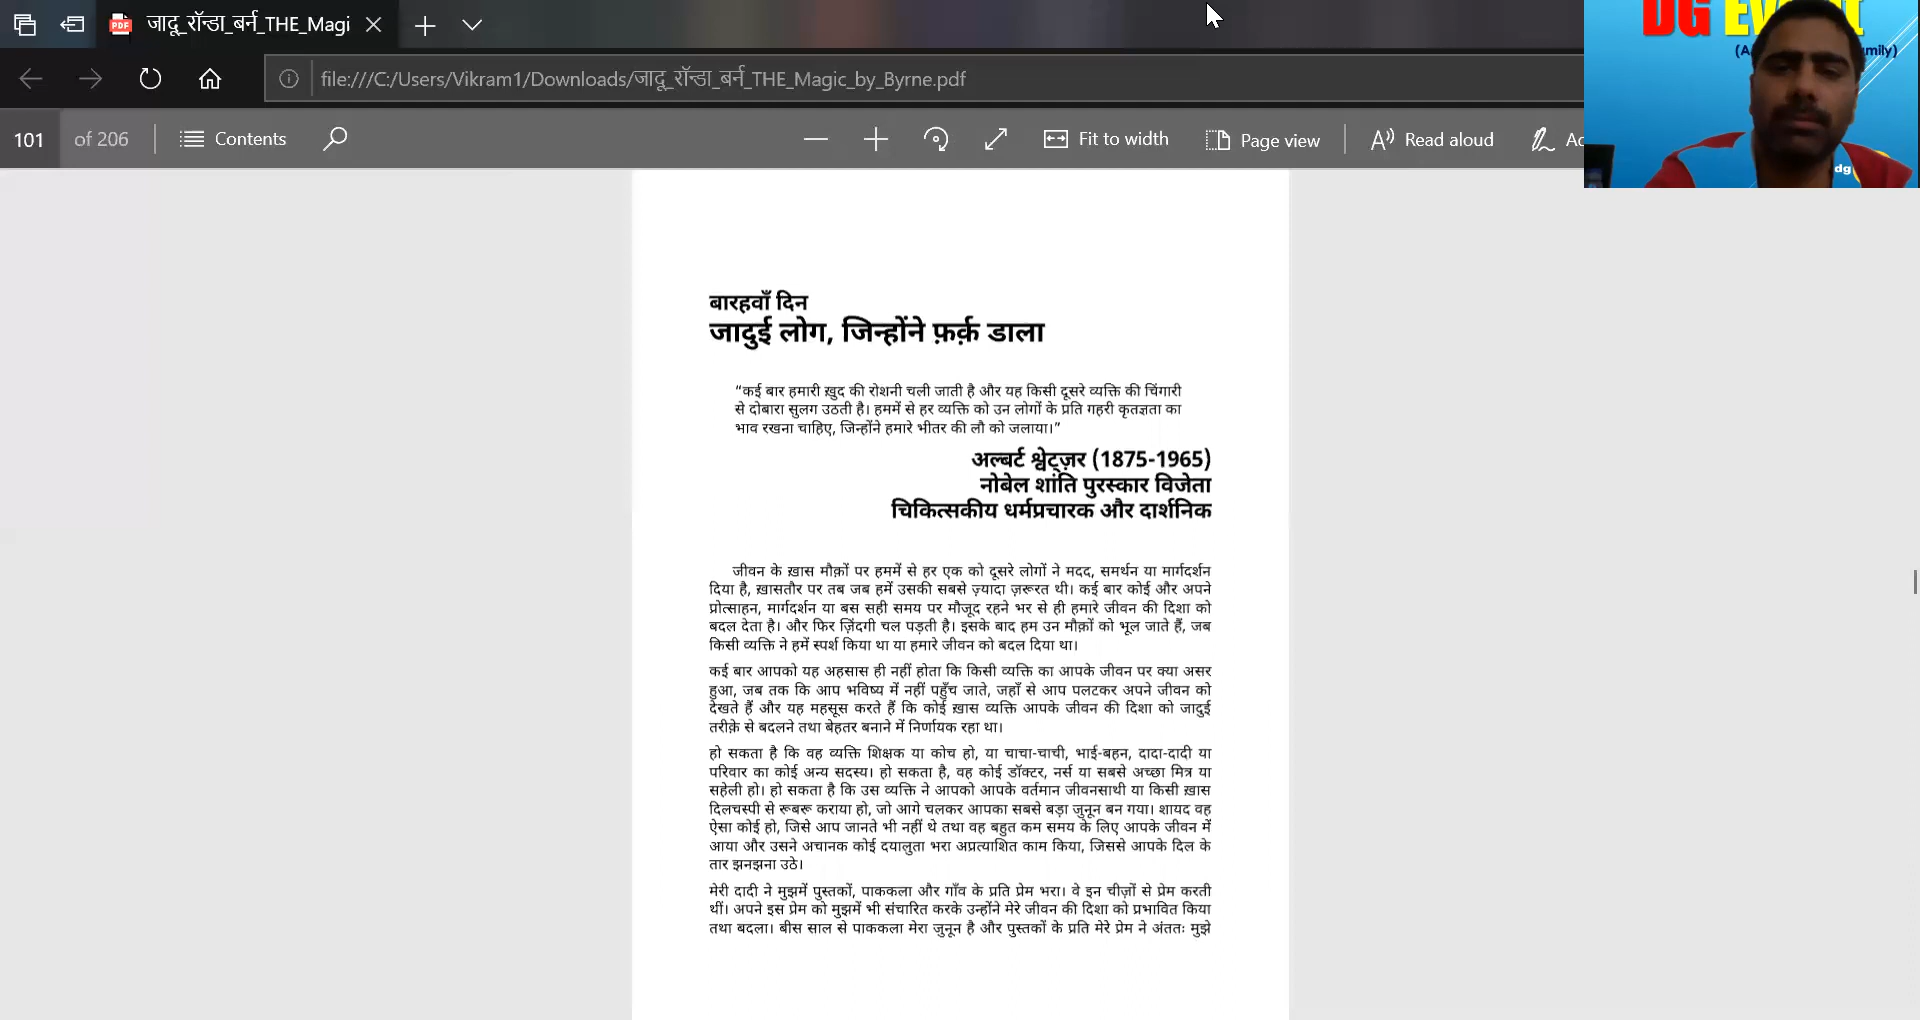 जादू_रॉन्डा_बर्न_THE_Magi
file:///C:/Users/Vikram1/Downloads/जादू_रॉन्डा_बर्न_THE_Magic_by_Byrne.pdf
101 of 206 Contents Fit to width Page view Read aloud
DG
dg
बारहवाँ दिन
जादुई लोग, जिन्होंने फ़र्क़ डाला
“कई बार हमारी ख़ुद की रोशनी चली जाती है और यह किसी दूसरे व्यक्ति की चिंगारी
से दोबारा सुलग उठती है। हममें से हर व्यक्ति को उन लोगों के प्रति गहरी कृतज्ञता का
भाव रखना चाहिए, जिन्होंने हमारे भीतर की लौ को जलाया।”
अल्बर्ट श्वेट्ज़र (1875-1965)
नोबेल शांति पुरस्कार विजेता
चिकित्सकीय धर्मप्रचारक और दार्शनिक
जीवन के ख़ास मौक़ों पर हममें से हर एक को दूसरे लोगों ने मदद, समर्थन या मार्गदर्शन
दिया है, ख़ासतौर पर तब जब हमें उसकी सबसे ज़्यादा ज़रूरत थी। कई बार कोई और अपने
प्रोत्साहन, मार्गदर्शन या बस सही समय पर मौजूद रहने भर से ही हमारे जीवन की दिशा को
बदल देता है। और फिर ज़िंदगी चल पड़ती है। इसके बाद हम उन मौक़ों को भूल जाते हैं, जब
किसी व्यक्ति ने हमें स्पर्श किया था या हमारे जीवन को बदल दिया था।
कई बार आपको यह अहसास ही नहीं होता कि किसी व्यक्ति का आपके जीवन पर क्या असर
हुआ, जब तक कि आप भविष्य में नहीं पहुँच जाते, जहाँ से आप पलटकर अपने जीवन को
देखते हैं और यह महसूस करते हैं कि कोई ख़ास व्यक्ति आपके जीवन की दिशा को जादुई
तरीक़े से बदलने तथा बेहतर बनाने में निर्णायक रहा था।
हो सकता है कि वह व्यक्ति शिक्षक या कोच हो, या चाचा-चाची, भाई-बहन, दादा-दादी या
परिवार का कोई अन्य सदस्य। हो सकता है, वह कोई डॉक्टर, नर्स या सबसे अच्छा मित्र या
सहेली हो। हो सकता है कि उस व्यक्ति ने आपको आपके वर्तमान जीवनसाथी या किसी ख़ास
दिलचस्पी से रूबरू कराया हो, जो आगे चलकर आपका सबसे बड़ा जुनून बन गया। शायद वह
ऐसा कोई हो, जिसे आप जानते भी नहीं थे तथा वह बहुत कम समय के लिए आपके जीवन में
आया और उसने अचानक कोई दयालुता भरा अप्रत्याशित काम किया, जिससे आपके दिल के
तार झनझना उठे।
मेरी दादी ने मुझमें पुस्तकों, पाककला और गाँव के प्रति प्रेम भरा। वे इन चीज़ों से प्रेम करती
थीं। अपने इस प्रेम को मुझमें भी संचारित करके उन्होंने मेरे जीवन की दिशा को प्रभावित किया
तथा बदला। बीस साल से पाककला मेरा जुनून है और पुस्तकों के प्रति मेरे प्रेम ने अंततः मुझे